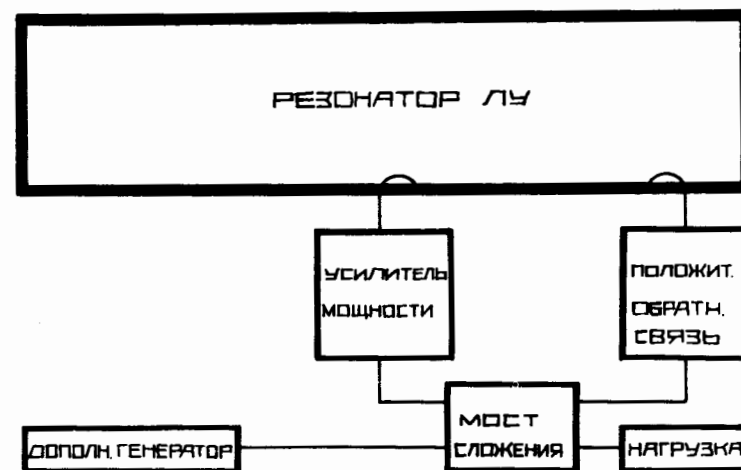 РЕЗОНАТОР ЛУ
УСИЛИТЕЛЬ
МОЩНОСТИ
ПОЛОЖИТ.
ОБРАТН.
СВЯЗЬ
МОСТ
СЛОЖЕНИЯ
ДОПОЛН. ГЕНЕРАТОР
НАГРУЗКА